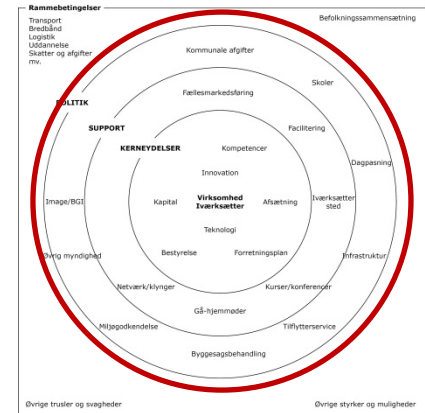 Rammebetingelser
Transport
Bredbånd
Logistik
Uddannelse
Skatter og afgifter
mv.
Befolkningssammensætning
Kommunale afgifter
Skoler
POLITIK
Fællesmarkedsføring
SUPPORT
Facilitering
KERNEYDELSER
Kompetencer
Dagpasning
Innovation
Image/BGI
Kapital
Virksomhed
Iværksætter
Afsætning
Iværksætter
sted
Teknologi
Bestyrelse
Forretningsplan
Øvrig myndighed
Infrastruktur
Netværk/klynger
Kurser/konferencer
Gå-hjemmøder
Miljøgodkendelse
Tilflytterservice
Byggesagsbehandling
Øvrige trusler og svagheder
Øvrige styrker og muligheder